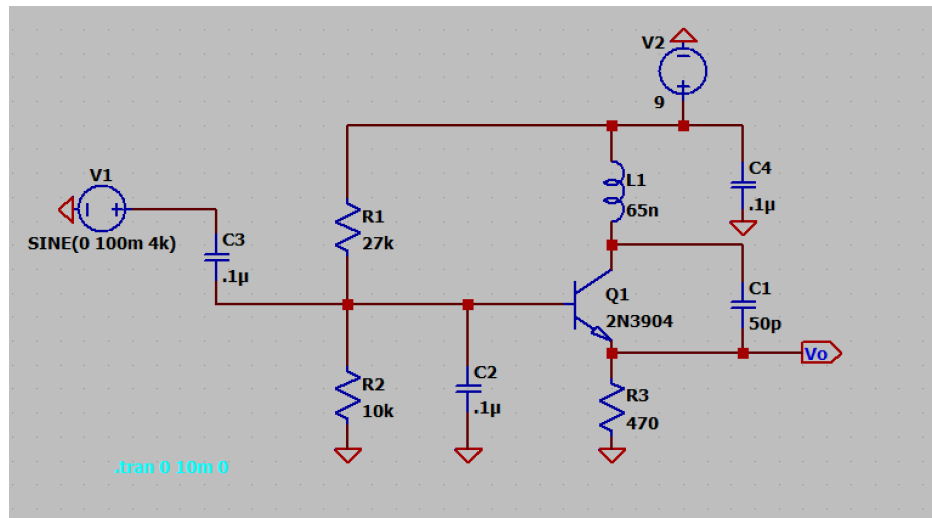 V2
9
V1
SINE(0 100m 4k)
C3
.1µ
R1
27k
L1
65n
C4
.1µ
Q1
2N3904
C1
50p
Vo
R2
10k
C2
.1µ
R3
470
.tran 0 10m 0